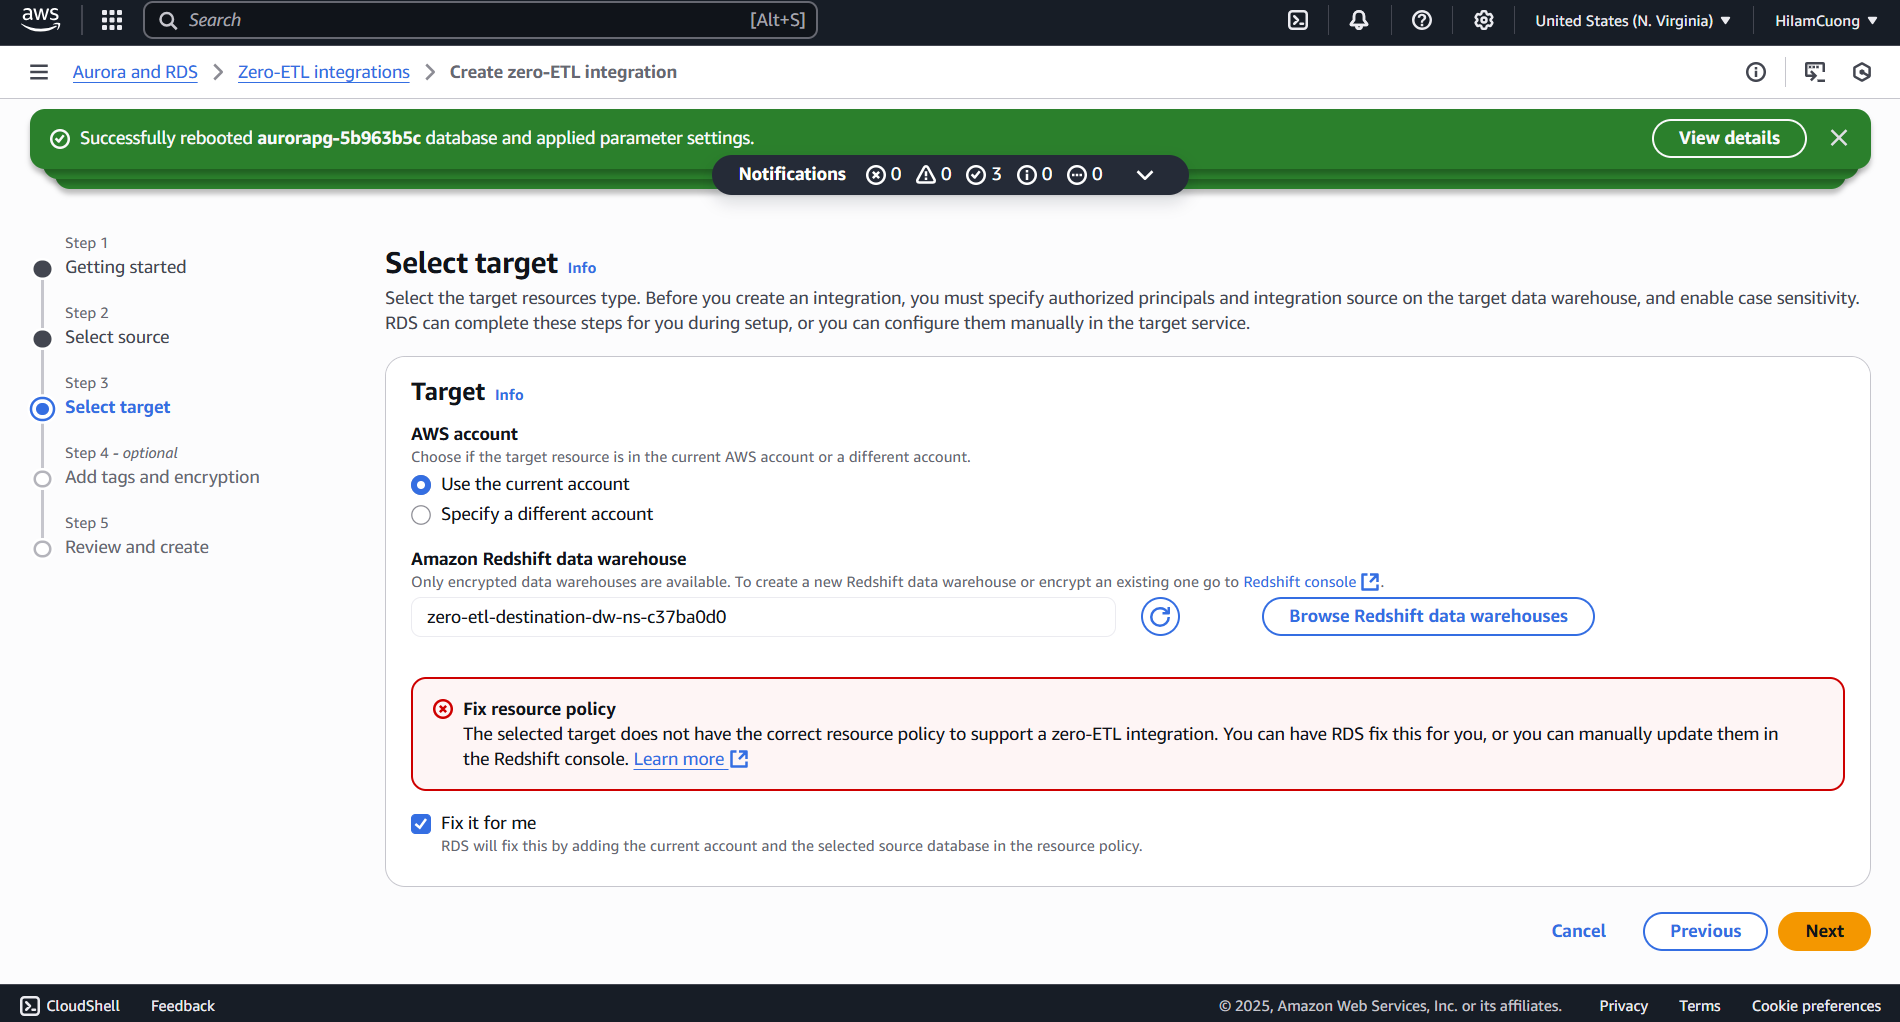 aws
Search
[Alt+S]
United States (N. Virginia)
HilamCuong
Aurora and RDS
Zero-ETL integrations
Create zero-ETL integration
Successfully rebooted aurorapg-5b963b5c database and applied parameter settings.
View details
Notifications 0 0 3 0 0
Step 1
Getting started
Step 2
Select source
Step 3
Select target
Step 4 - optional
Add tags and encryption
Step 5
Review and create
Select target Info
Select the target resources type. Before you create an integration, you must specify authorized principals and integration source on the target data warehouse, and enable case sensitivity.
RDS can complete these steps for you during setup, or you can configure them manually in the target service.
Target Info
AWS account
Choose if the target resource is in the current AWS account or a different account.
Use the current account
Specify a different account
Amazon Redshift data warehouse
Only encrypted data warehouses are available. To create a new Redshift data warehouse or encrypt an existing one go to Redshift console.
zero-etl-destination-dw-ns-c37ba0d0
Browse Redshift data warehouses
Fix resource policy
The selected target does not have the correct resource policy to support a zero-ETL integration. You can have RDS fix this for you, or you can manually update them in
the Redshift console. Learn more
Fix it for me
RDS will fix this by adding the current account and the selected source database in the resource policy.
Cancel
Previous
Next
CloudShell
Feedback
© 2025, Amazon Web Services, Inc. or its affiliates.
Privacy
Terms
Cookie preferences